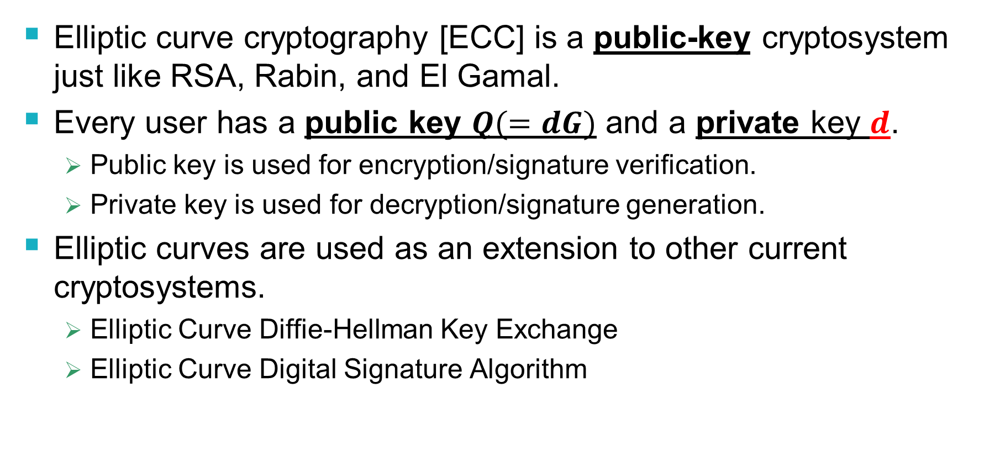 ▪ Elliptic curve cryptography [ECC] is a public-key cryptosystem
just like RSA, Rabin, and El Gamal.
▪ Every user has a public key Q(= dG) and a private key d.
➢ Public key is used for encryption/signature verification.
➢ Private key is used for decryption/signature generation.
▪ Elliptic curves are used as an extension to other current
cryptosystems.
➢ Elliptic Curve Diffie-Hellman Key Exchange
➢ Elliptic Curve Digital Signature Algorithm